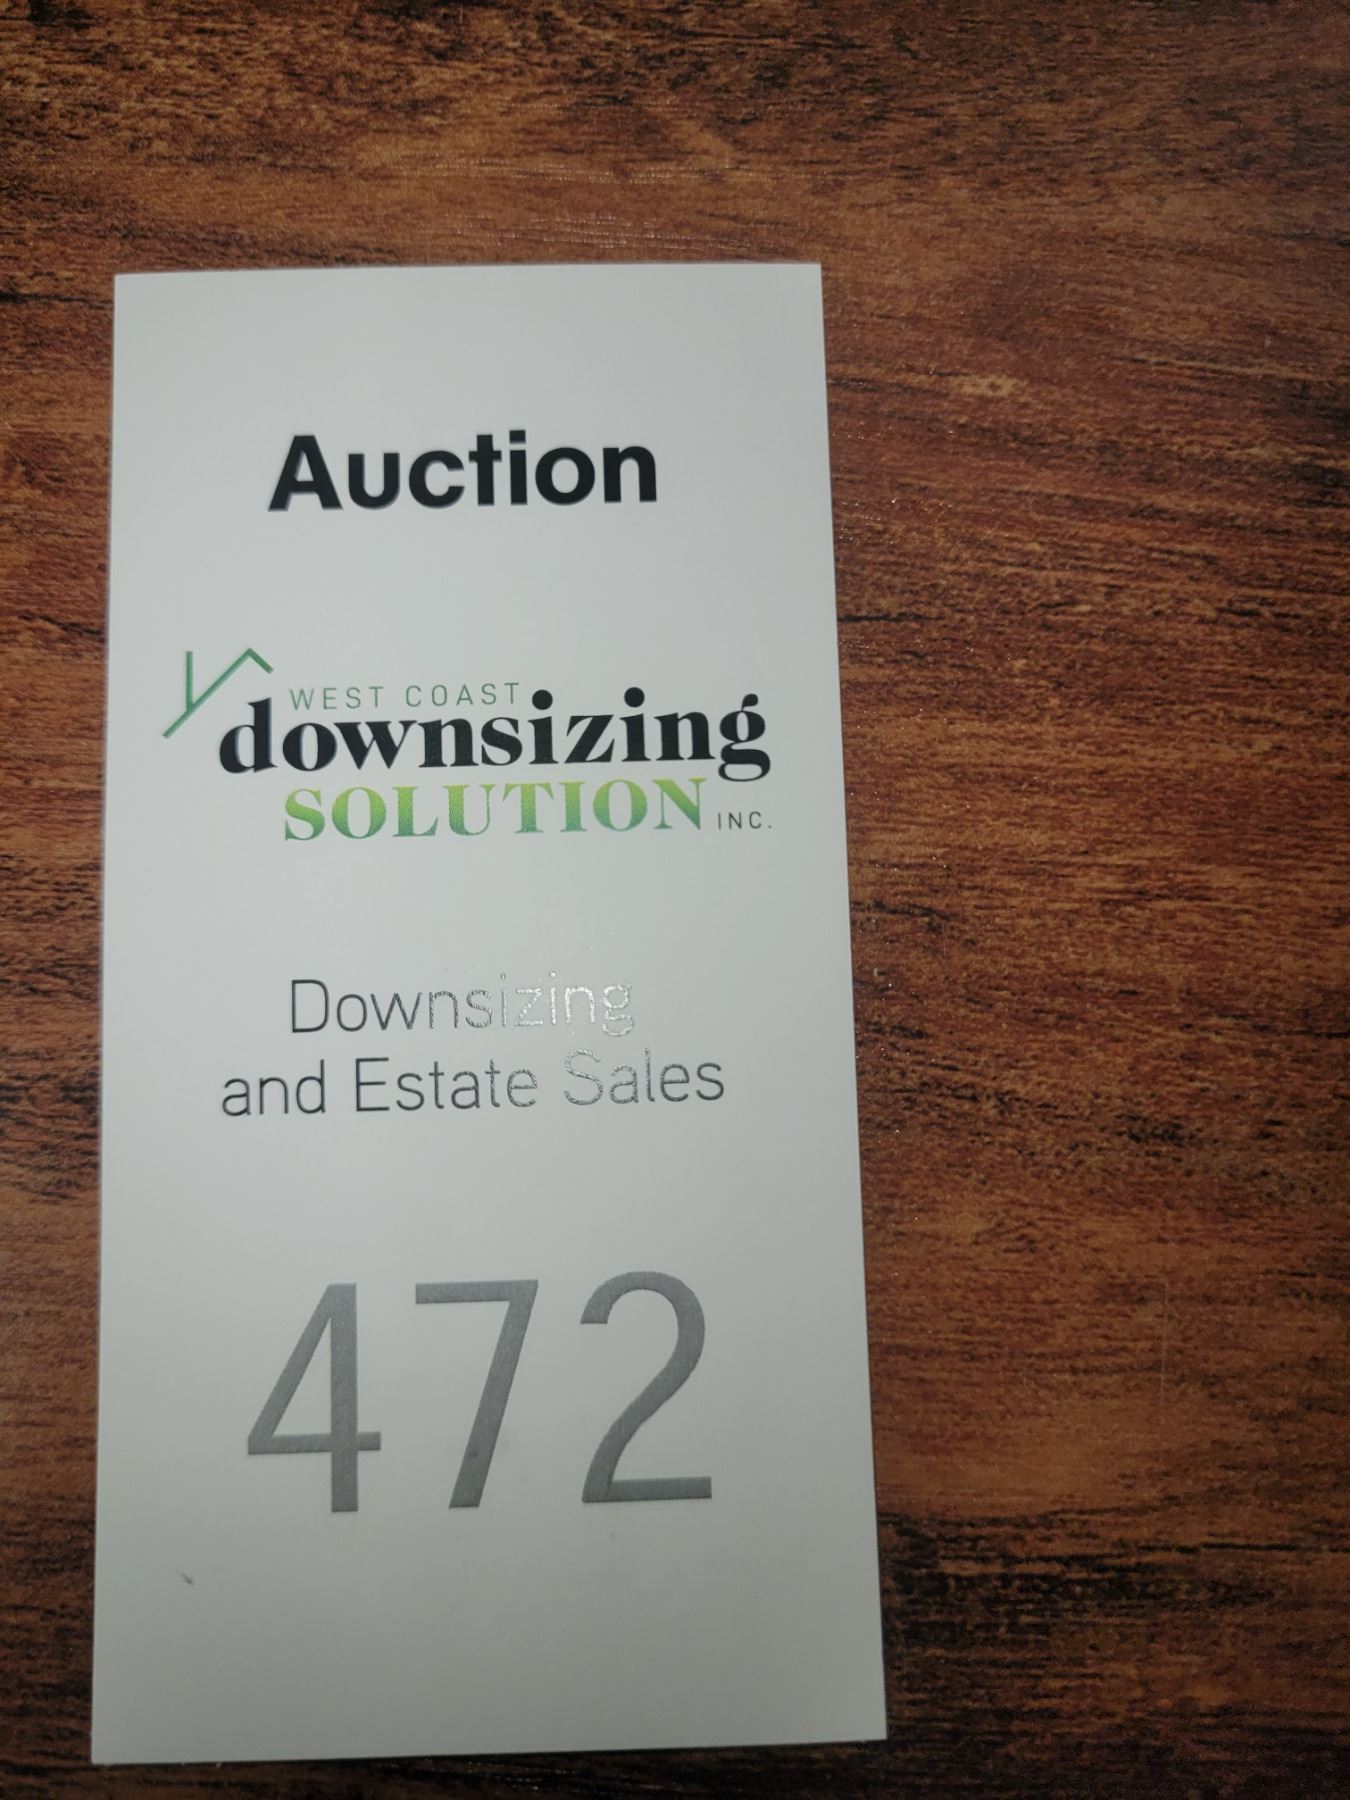 Auction
WEST COAST
downsizing
SOLUTION INC.
Downsizing
and Estate Sales
472